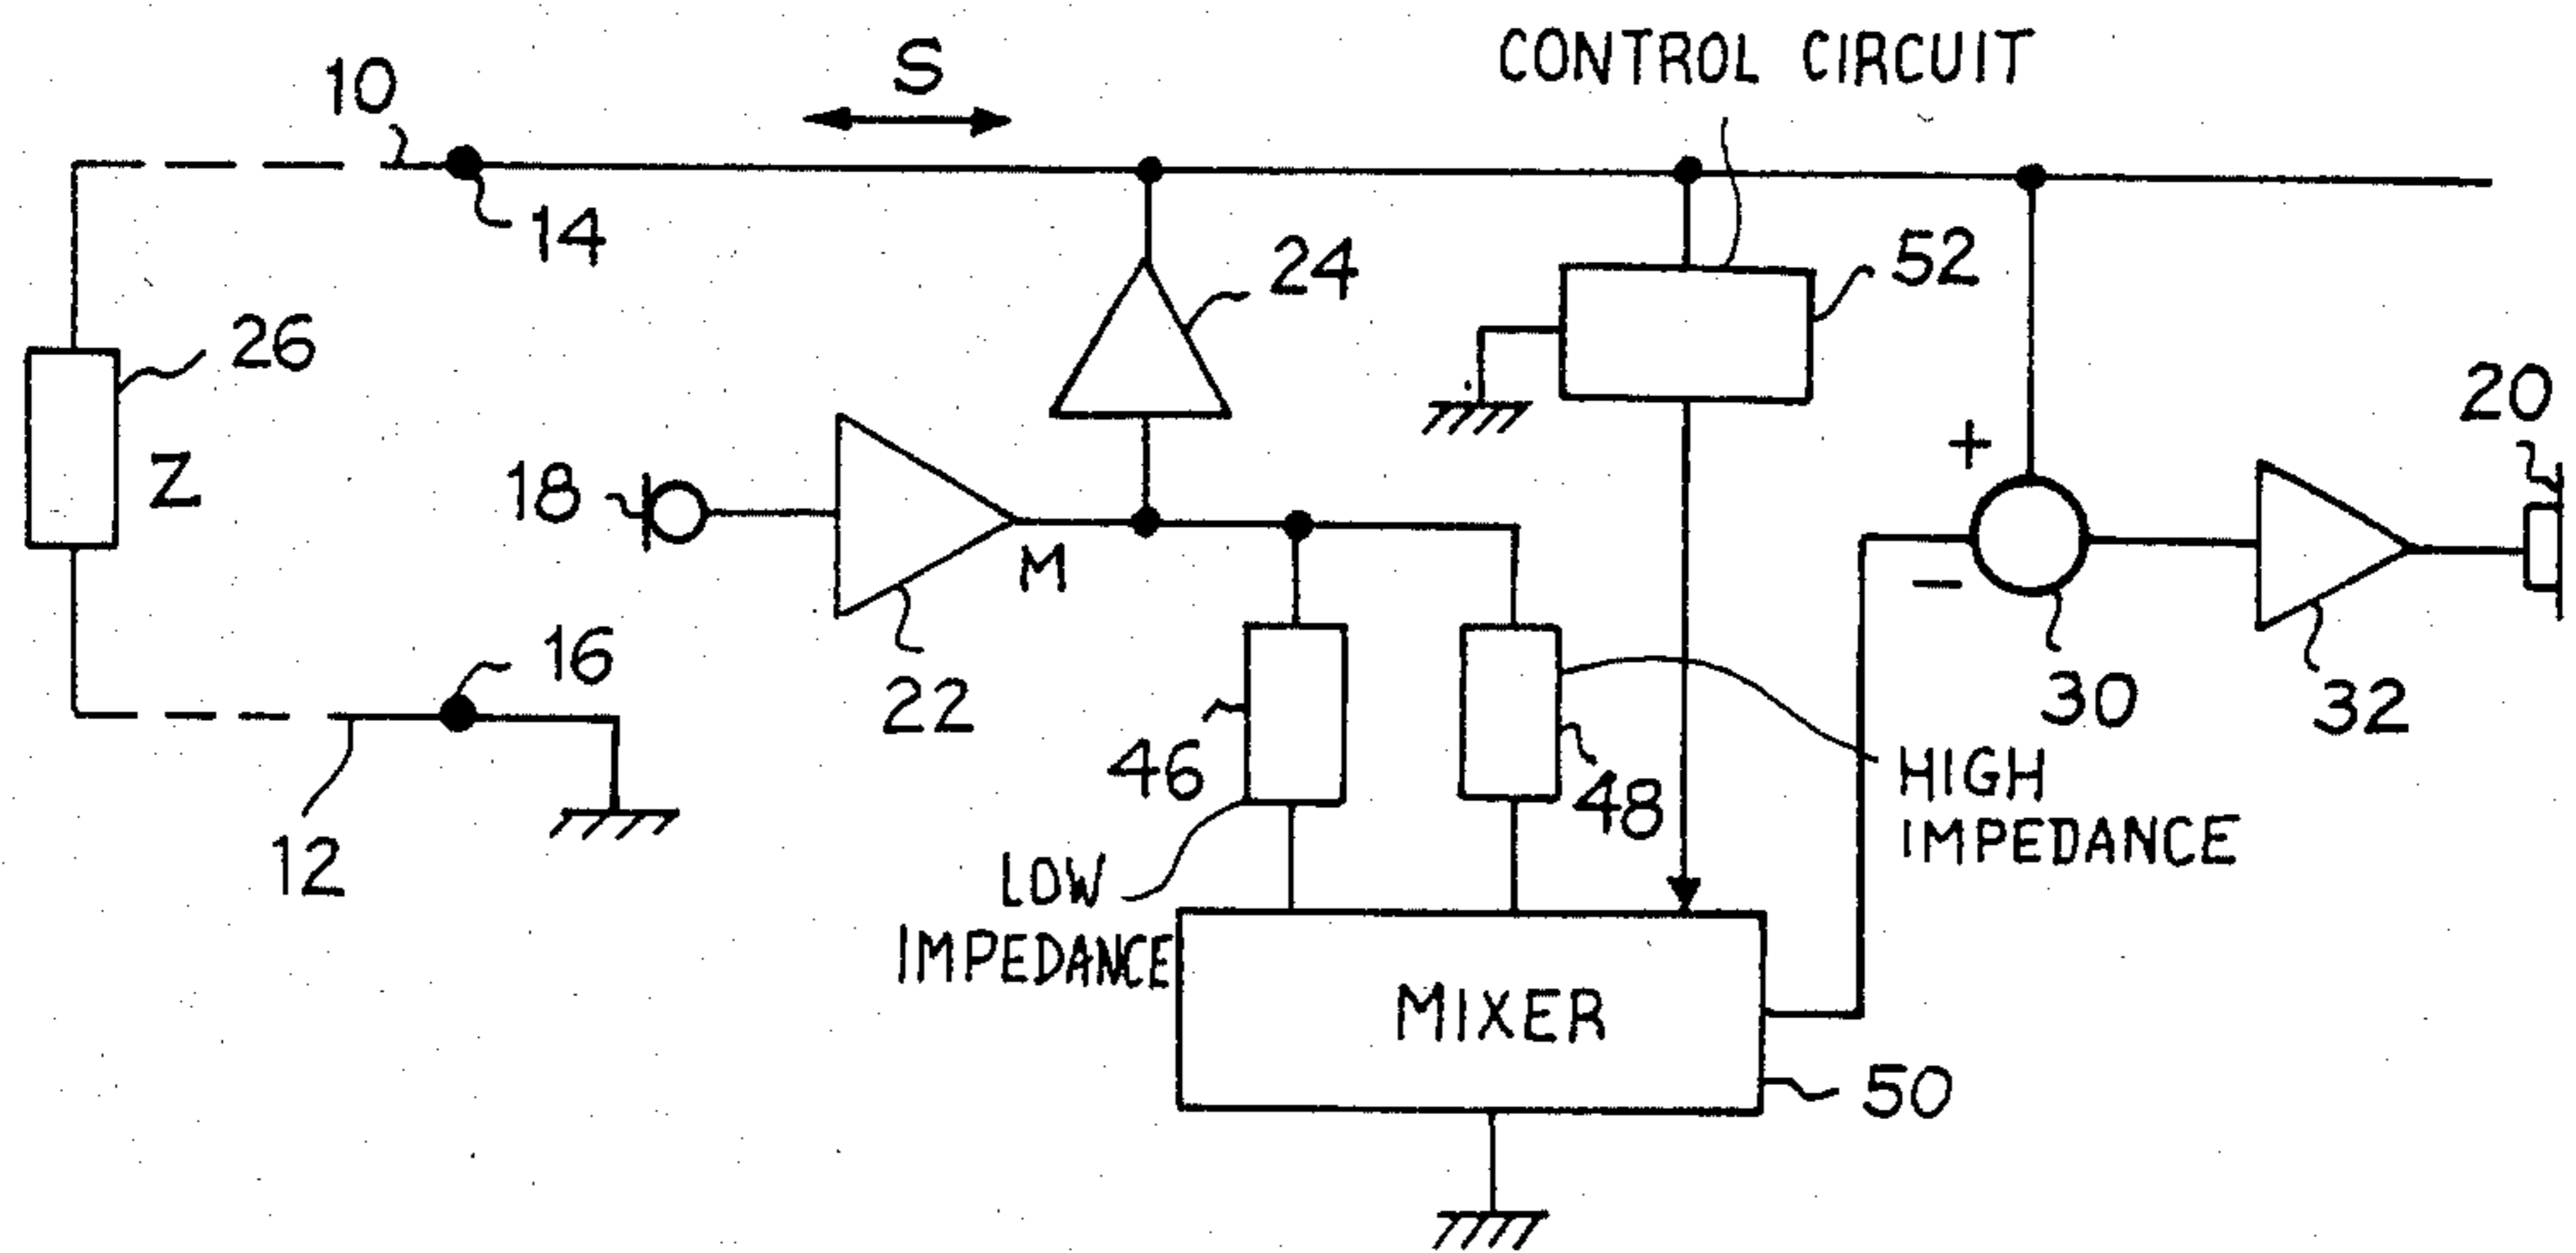 CONTROL CIRCUIT
S
10
14
24
52
26
Z
20
+
18
M
−
16
22
30
32
46
48
HIGH
IMPEDANCE
12
LOW
IMPEDANCE
MIXER
50